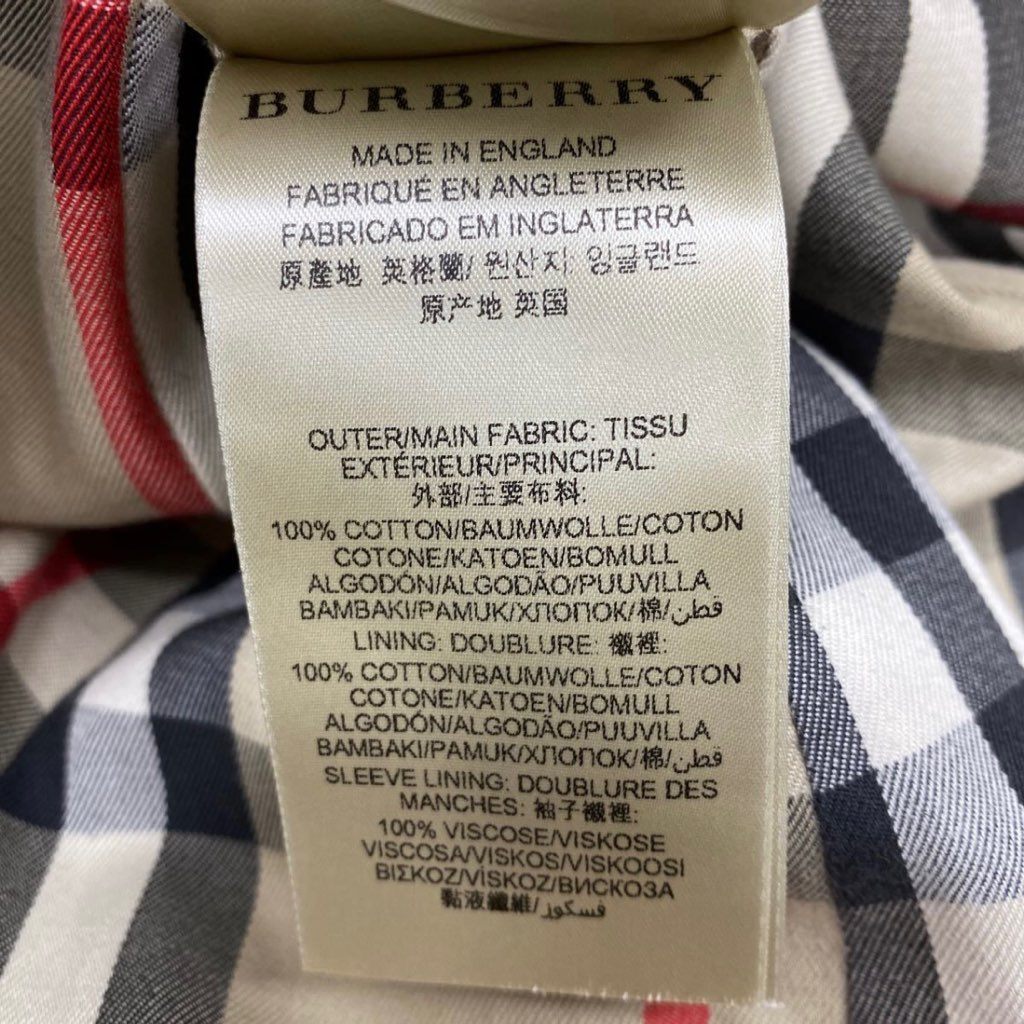 BURBERRY
MADE IN ENGLAND
FABRIQUÉ EN ANGLETERRE
FABRICADO EM INGLATERRA
原產地 英格蘭/ 원산지: 잉글랜드
原产地 英国
OUTER/MAIN FABRIC: TISSU
EXTÉRIEUR/PRINCIPAL:
外部/主要布料:
100% COTTON/BAUMWOLLE/COTON
COTONE/KATOEN/BOMULL
ALGODÓN/ALGODÃO/PUUVILLA
BAMBAKI/PAMUK/ХЛОПОК/棉/قطن
LINING: DOUBLURE: 襯裡:
100% COTTON/BAUMWOLLE/COTON
COTONE/KATOEN/BOMULL
ALGODÓN/ALGODÃO/PUUVILLA
BAMBAKI/PAMUK/ХЛОПОК/棉/قطن
SLEEVE LINING: DOUBLURE DES
MANCHES: 袖子襯裡:
100% VISCOSE/VISKOSE
VISCOSA/VISKOS/VISKOOSI
ΒΙΣΚΟΖ/VİSKOZ/ВИСКОЗА
黏液纖維/فسكوز